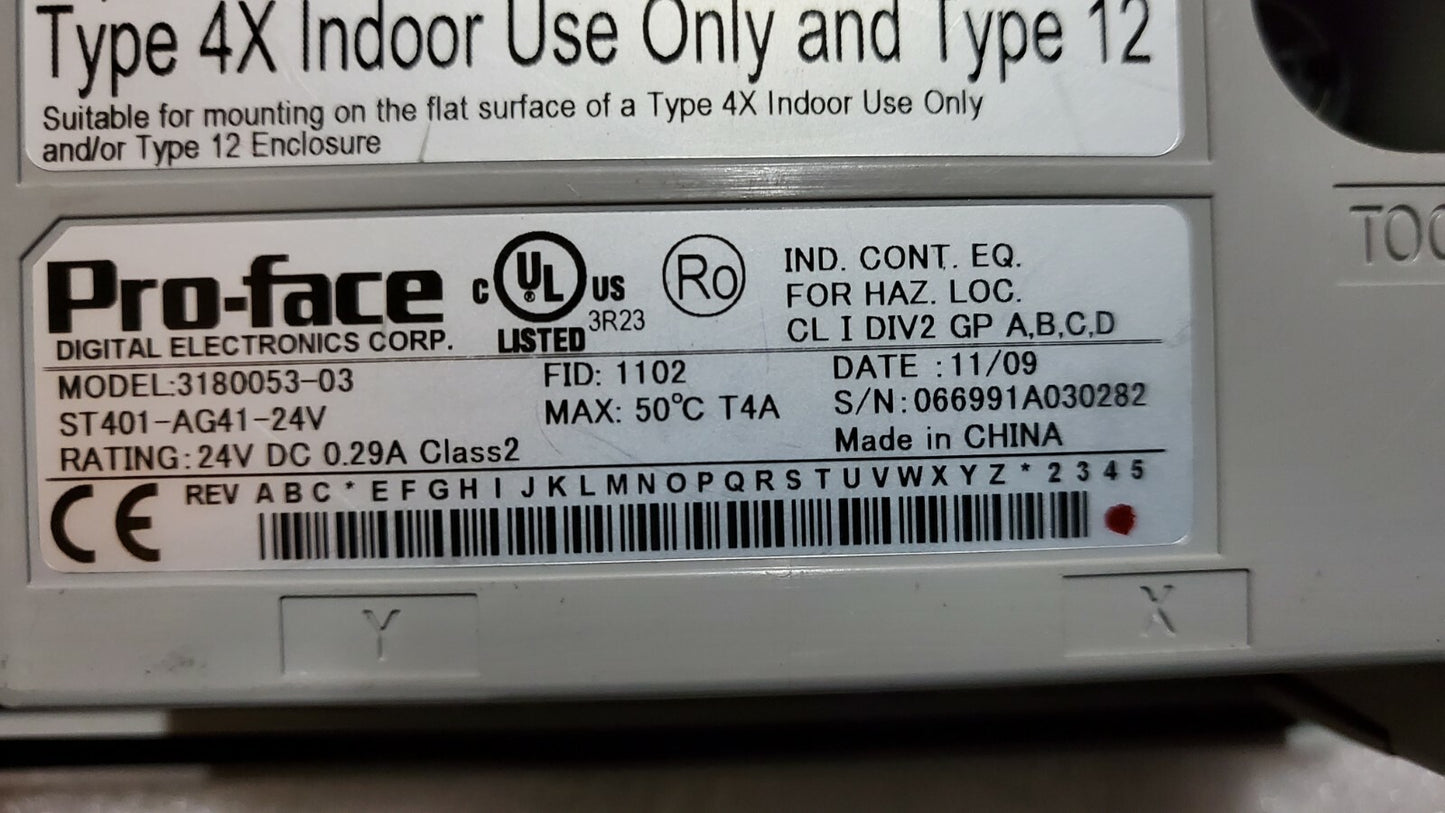 Type 4X Indoor Use Only and Type 12
Suitable for mounting on the flat surface of a Type 4X Indoor Use Only
and/or Type 12 Enclosure
Pro-face
DIGITAL ELECTRONICS CORP.
C UL ® US
LISTED 3R23
Ro
IND. CONT. EQ.
FOR HAZ. LOC.
CL I DIV2 GP A,B,C,D
MODEL:3180053-03 FID: 1102 DATE :11/09
ST401-AG41-24V MAX: 50℃ T4A S/N:066991A030282
RATING:24V DC 0.29A Class2 Made in CHINA
CE REV A B C * E F G H I J K L M N O P Q R S T U V W X Y Z * 2 3 4 5
Y X